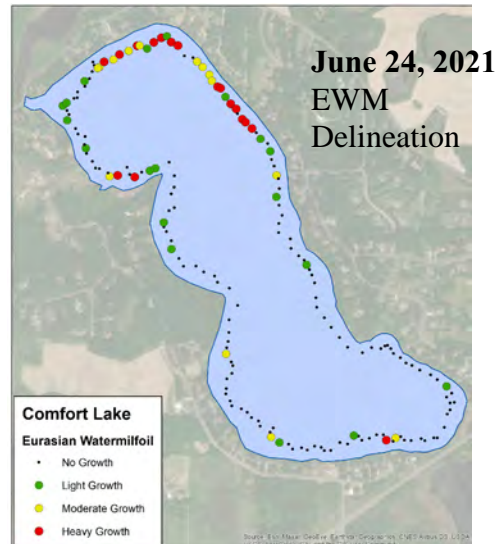 June 24, 2021
EWM
Delineation
Comfort Lake
Eurasian Watermilfoil
No Growth
Light Growth
Moderate Growth
Heavy Growth